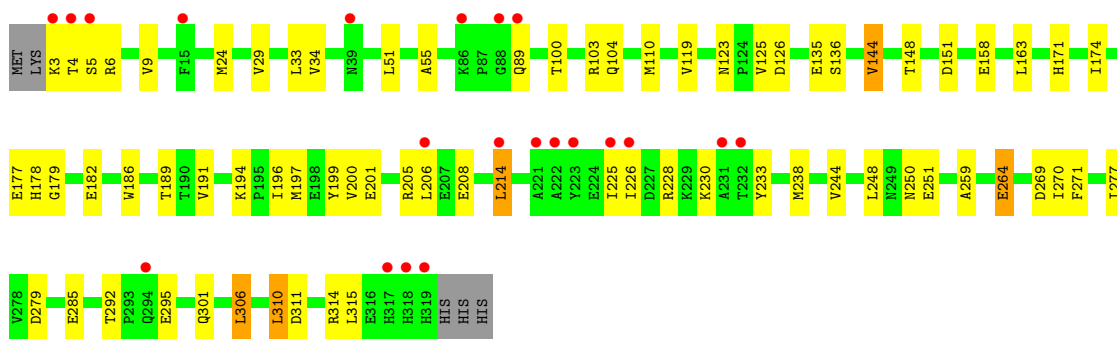 MET LYS K3 T4 S5 R6 V9 F15 M24 V29 L33 V34 N39 L51 A55 K86 P87 G88 Q89 T100 R103 Q104 M110 V119 N123 P124 V125 D126 E135 S136 V144 T148 D151 E158 L163 H171 I174
E177 H178 G179 E182 W186 T189 T190 V191 K194 P195 I196 M197 E198 Y199 V200 E201 R205 L206 E207 E208 L214 A221 A222 Y223 E224 I225 I226 D227 R228 K229 K230 A231 T232 Y233 M238 V244 L248 N249 N250 E251 A259 E264 D269 I270 F271 I277
V278 D279 E285 T292 P293 Q294 E295 Q301 L306 L310 D311 R314 L315 E316 H317 H318 H319 HIS HIS HIS